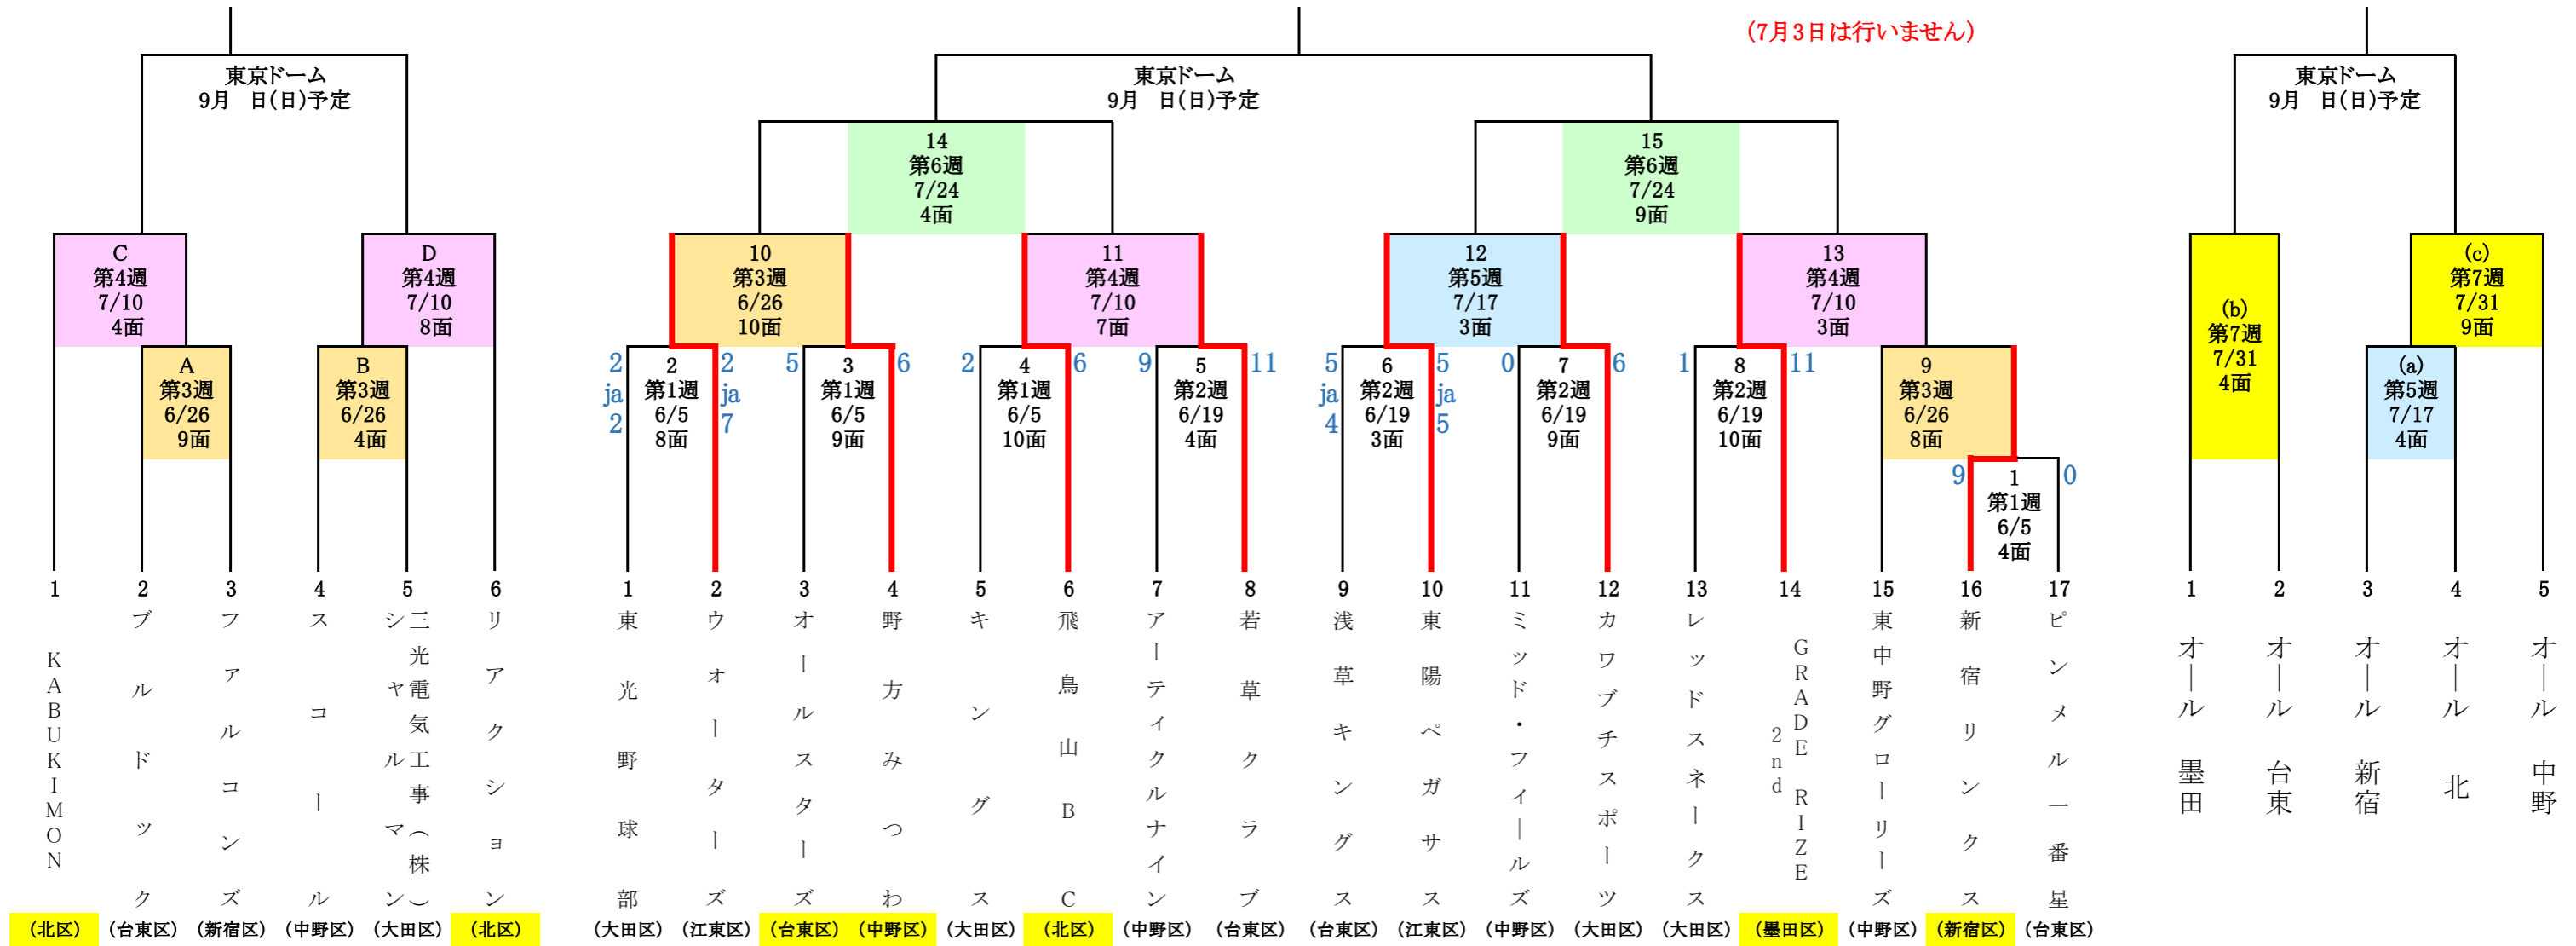 (7月3日は行いません)
東京ドーム
9月　日(日)予定
東京ドーム
9月　日(日)予定
東京ドーム
9月　日(日)予定
14
第6週
7/24
4面
15
第6週
7/24
9面
C
第4週
7/10
4面
D
第4週
7/10
8面
10
第3週
6/26
10面
11
第4週
7/10
7面
12
第5週
7/17
3面
13
第4週
7/10
3面
(b)
第7週
7/31
4面
(c)
第7週
7/31
9面
A
第3週
6/26
9面
B
第3週
6/26
4面
2
ja
2
2
第1週
6/5
8面
2
ja
7
5
3
第1週
6/5
9面
6
2
4
第1週
6/5
10面
6
9
5
第2週
6/19
4面
11
5
ja
4
6
第2週
6/19
3面
5
ja
5
0
7
第2週
6/19
9面
6
1
8
第2週
6/19
10面
11
9
第3週
6/26
8面
(a)
第5週
7/17
4面
9
1
第1週
6/5
4面
0
1
KABUKIMON
(北区)
2
ブルドック
(台東区)
3
ファルコンズ
(新宿区)
4
スコール
(中野区)
5
三光電気工事(株)
シャルマン
(大田区)
6
リアクション
(北区)
1
東光野球部
(大田区)
2
ウォーターズ
(江東区)
3
オールスターズ
(台東区)
4
野方みつわ
(中野区)
5
キングス
(大田区)
6
飛鳥山BC
(北区)
7
アーティクルナイン
(中野区)
8
若草クラブ
(台東区)
9
浅草キングス
(台東区)
10
東陽ペガサス
(江東区)
11
ミッド・フィールズ
(中野区)
12
カワブチスポーツ
(大田区)
13
レッドスネークス
(大田区)
14
GRADE RIZE
2nd
(墨田区)
15
東中野グローリーズ
(中野区)
16
新宿リンクス
(新宿区)
17
ピンメル一番星
(台東区)
1
オール 墨田
2
オール 台東
3
オール 新宿
4
オール 北
5
オール 中野